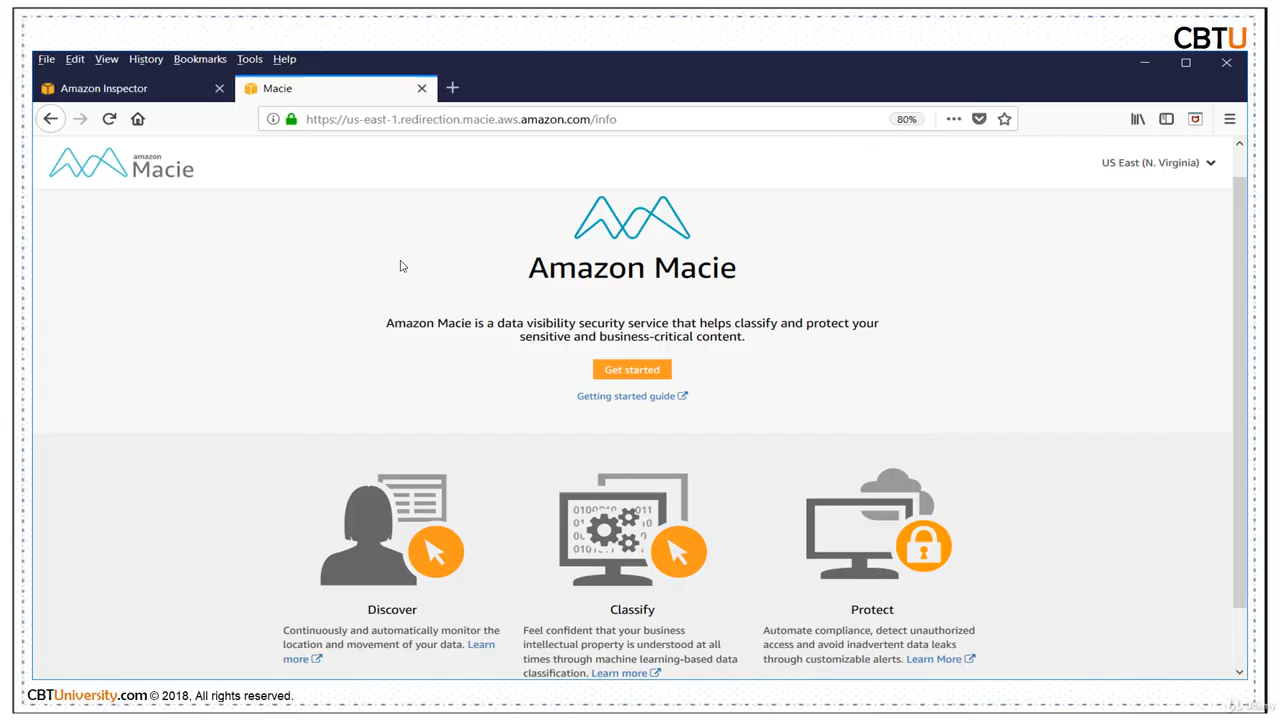 CBTU
File Edit View History Bookmarks Tools Help
Amazon Inspector
Macie
https://us-east-1.redirection.macie.aws.amazon.com/info
80%
amazon
Macie
US East (N. Virginia)
Amazon Macie
Amazon Macie is a data visibility security service that helps classify and protect your
sensitive and business-critical content.
Get started
Getting started guide
Discover
Continuously and automatically monitor the
location and movement of your data. Learn
more
Classify
Feel confident that your business
intellectual property is understood at all
times through machine learning-based data
classification. Learn more
Protect
Automate compliance, detect unauthorized
access and avoid inadvertent data leaks
through customizable alerts. Learn More
CBTUniversity.com © 2018, All rights reserved.